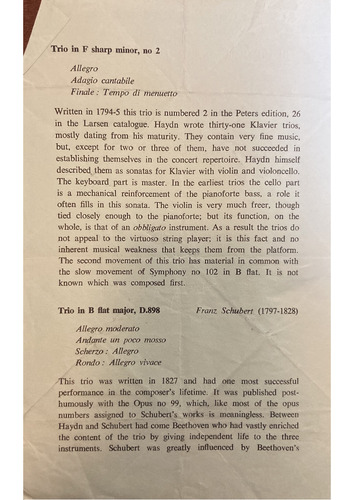 Trio in F sharp minor, no 2
Allegro
Adagio cantabile
Finale : Tempo di menuetto
Written in 1794-5 this trio is numbered 2 in the Peters edition, 26
in the Larsen catalogue. Haydn wrote thirty-one Klavier trios,
mostly dating from his maturity. They contain very fine music,
but, except for two or three of them, have not succeeded in
establishing themselves in the concert repertoire. Haydn himself
described them as sonatas for Klavier with violin and violoncello.
The keyboard part is master. In the earliest trios the cello part
is a mechanical reinforcement of the pianoforte bass, a role it
often fills in this sonata. The violin is very much freer, though
tied closely enough to the pianoforte; but its function, on the
whole, is that of an obbligato instrument. As a result the trios do
not appeal to the virtuoso string player; it is this fact and no
inherent musical weakness that keeps them from the platform.
The second movement of this trio has material in common with
the slow movement of Symphony no 102 in B flat. It is not
known which was composed first.
Trio in B flat major, D.898 Franz Schubert (1797-1828)
Allegro moderato
Andante un poco mosso
Scherzo : Allegro
Rondo : Allegro vivace
This trio was written in 1827 and had one most successful
performance in the composer's lifetime. It was published post-
humously with the Opus no 99, which, like most of the opus
numbers assigned to Schubert's works is meaningless. Between
Haydn and Schubert had come Beethoven who had vastly enriched
the content of the trio by giving independent life to the three
instruments. Schubert was greatly influenced by Beethoven's